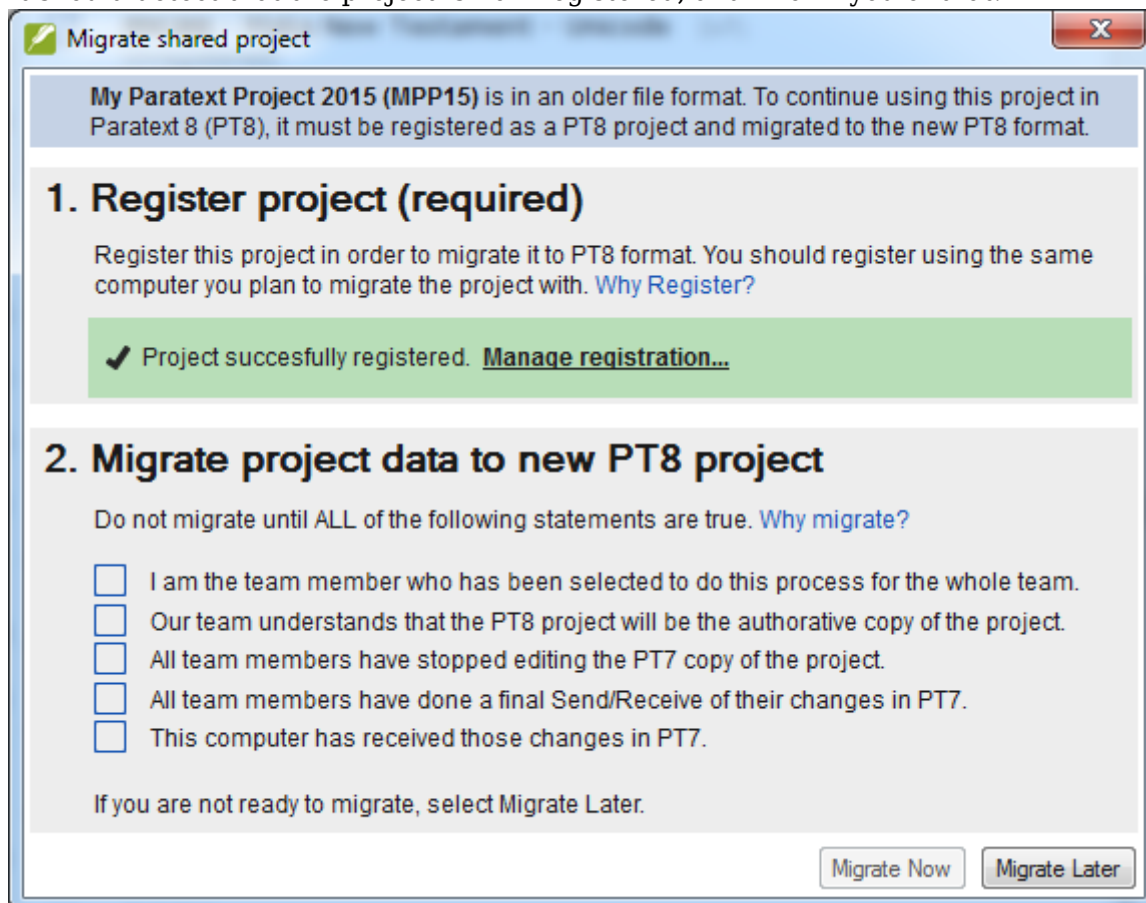 Migrate shared project
New Testament - Unicode
My Paratext Project 2015 (MPP15) is in an older file format. To continue using this project in
Paratext 8 (PT8), it must be registered as a PT8 project and migrated to the new PT8 format.
1. Register project (required)
Register this project in order to migrate it to PT8 format. You should register using the same
computer you plan to migrate the project with. Why Register?
Project succesfully registered. Manage registration...
2. Migrate project data to new PT8 project
Do not migrate until ALL of the following statements are true. Why migrate?
I am the team member who has been selected to do this process for the whole team.
Our team understands that the PT8 project will be the authorative copy of the project.
All team members have stopped editing the PT7 copy of the project.
All team members have done a final Send/Receive of their changes in PT7.
This computer has received those changes in PT7.
If you are not ready to migrate, select Migrate Later.
Migrate Now
Migrate Later